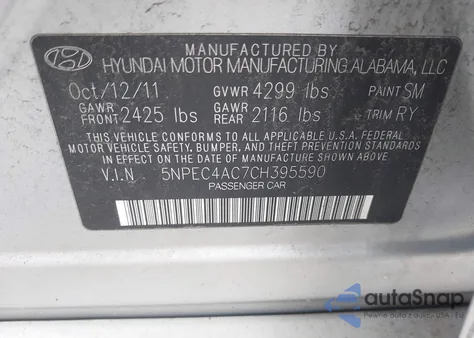 MANUFACTURED BY
HYUNDAI MOTOR MANUFACTURING ALABAMA, LLC
Oct/12/11 GVWR 4299 lbs PAINT SM
GAWR FRONT 2425 lbs GAWR REAR 2116 lbs TRIM RY
THIS VEHICLE CONFORMS TO ALL APPLICABLE U.S.A. FEDERAL
MOTOR VEHICLE SAFETY, BUMPER, AND THEFT PREVENTION STANDARDS
IN EFFECT ON THE DATE OF MANUFACTURE SHOWN ABOVE
V.I.N 5NPEC4AC7CH395590
PASSENGER CAR
autoSnap